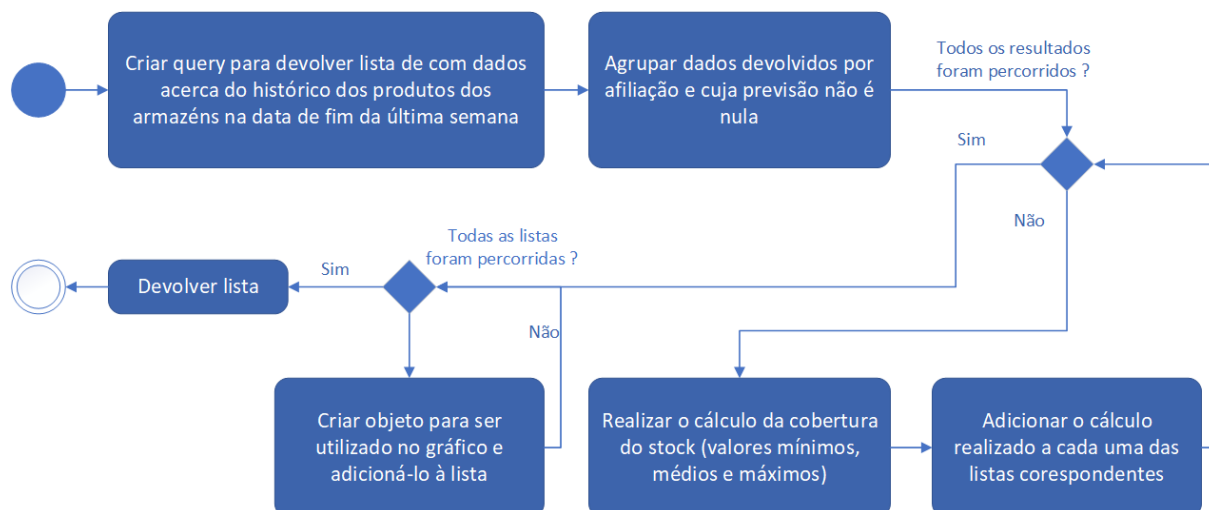 Criar query para devolver lista de com dados
acerca do histórico dos produtos dos
armazéns na data de fim da última semana
Agrupar dados devolvidos por
afiliação e cuja previsão não é
nula
Todos os resultados
foram percorridos ?
Sim
Não
Todas as listas
foram percorridas ?
Sim
Devolver lista
Não
Criar objeto para ser
utilizado no gráfico e
adicioná-lo à lista
Realizar o cálculo da cobertura
do stock (valores mínimos,
médios e máximos)
Adicionar o cálculo
realizado a cada uma das
listas corespondentes